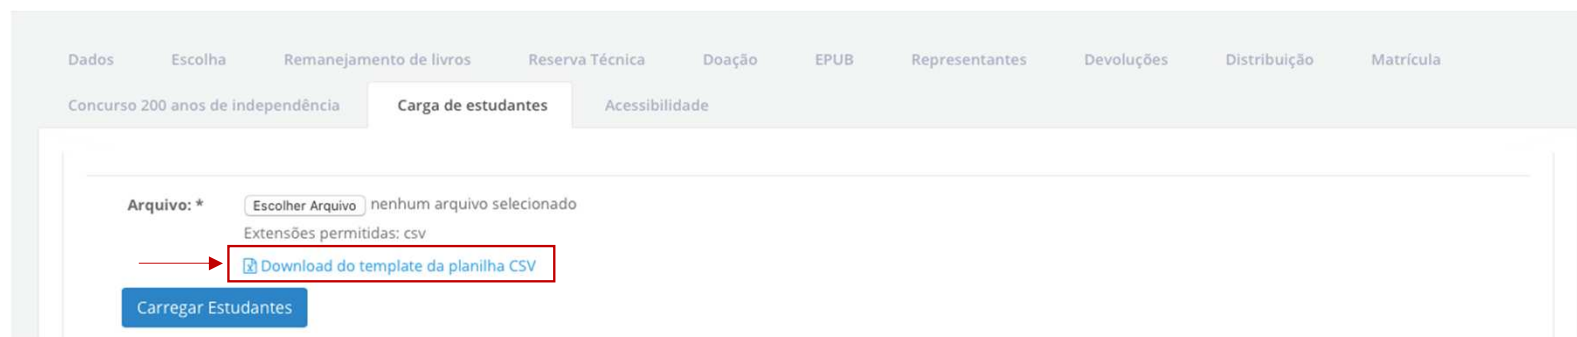 Dados Escolha Remanejamento de livros Reserva Técnica Doação EPUB Representantes Devoluções Distribuição Matrícula
Concurso 200 anos de independência Carga de estudantes Acessibilidade
Arquivo: * Escolher Arquivo nenhum arquivo selecionado
Extensões permitidas: csv
Download do template da planilha CSV
Carregar Estudantes